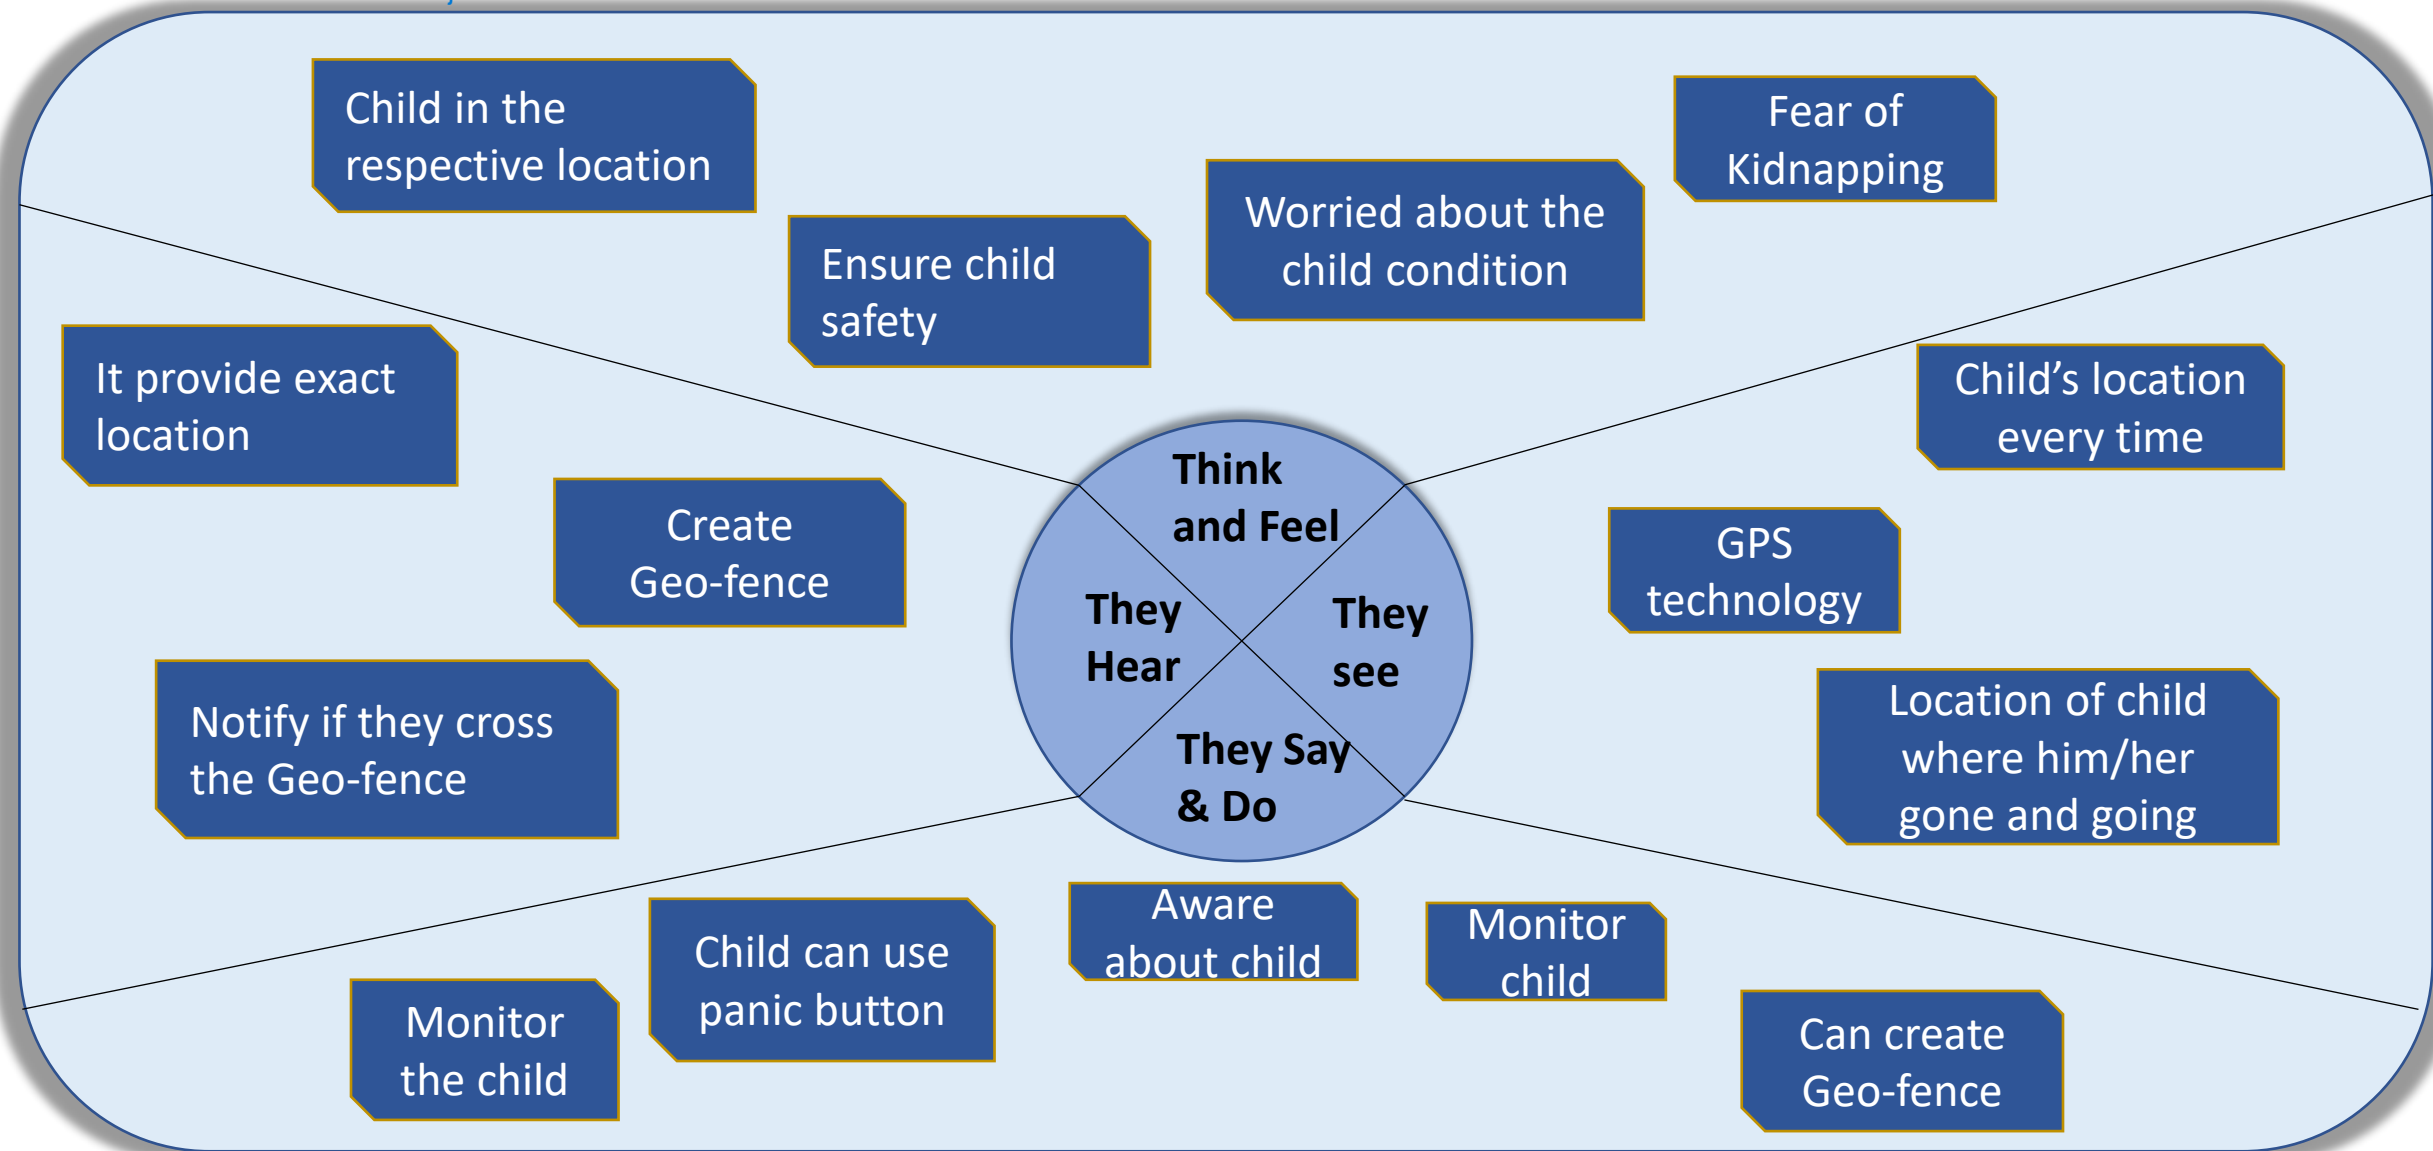 Child in the
respective location
Ensure child
safety
Worried about the
child condition
Fear of
Kidnapping
It provide exact
location
Create
Geo-fence
Notify if they cross
the Geo-fence
Think
and Feel
They
Hear
They
see
They Say
& Do
Child’s location
every time
GPS
technology
Location of child
where him/her
gone and going
Monitor
the child
Child can use
panic button
Aware
about child
Monitor
child
Can create
Geo-fence